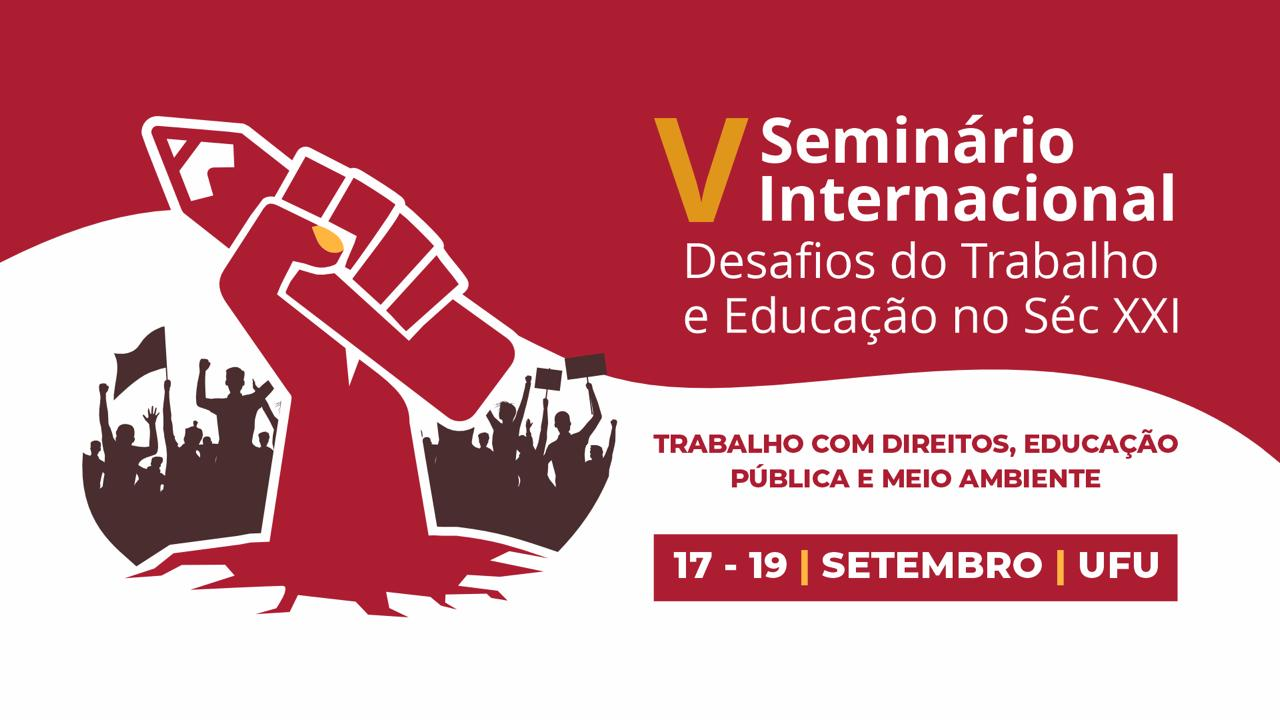 V Seminário
Internacional
Desafios do Trabalho
e Educação no Séc XXI
TRABALHO COM DIREITOS, EDUCAÇÃO
PÚBLICA E MEIO AMBIENTE
17 - 19 | SETEMBRO | UFU